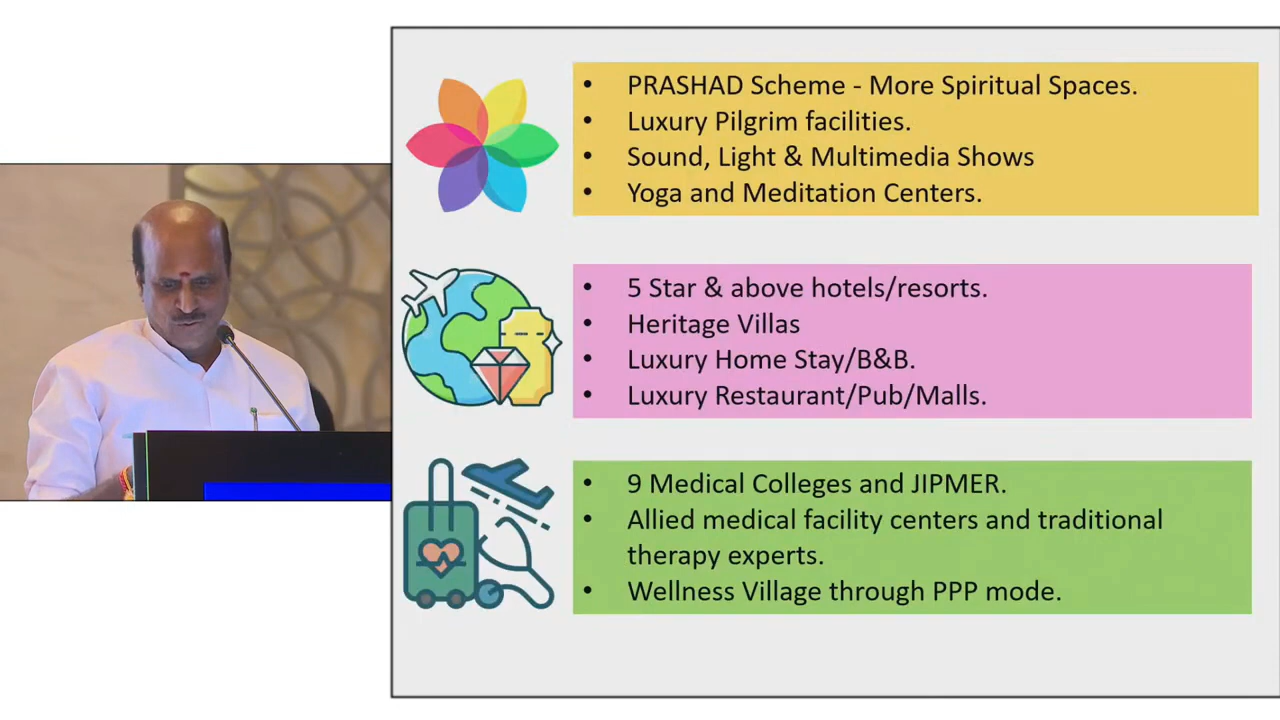 • PRASHAD Scheme - More Spiritual Spaces.
• Luxury Pilgrim facilities.
• Sound, Light & Multimedia Shows
• Yoga and Meditation Centers.
• 5 Star & above hotels/resorts.
• Heritage Villas
• Luxury Home Stay/B&B.
• Luxury Restaurant/Pub/Malls.
• 9 Medical Colleges and JIPMER.
• Allied medical facility centers and traditional
therapy experts.
• Wellness Village through PPP mode.